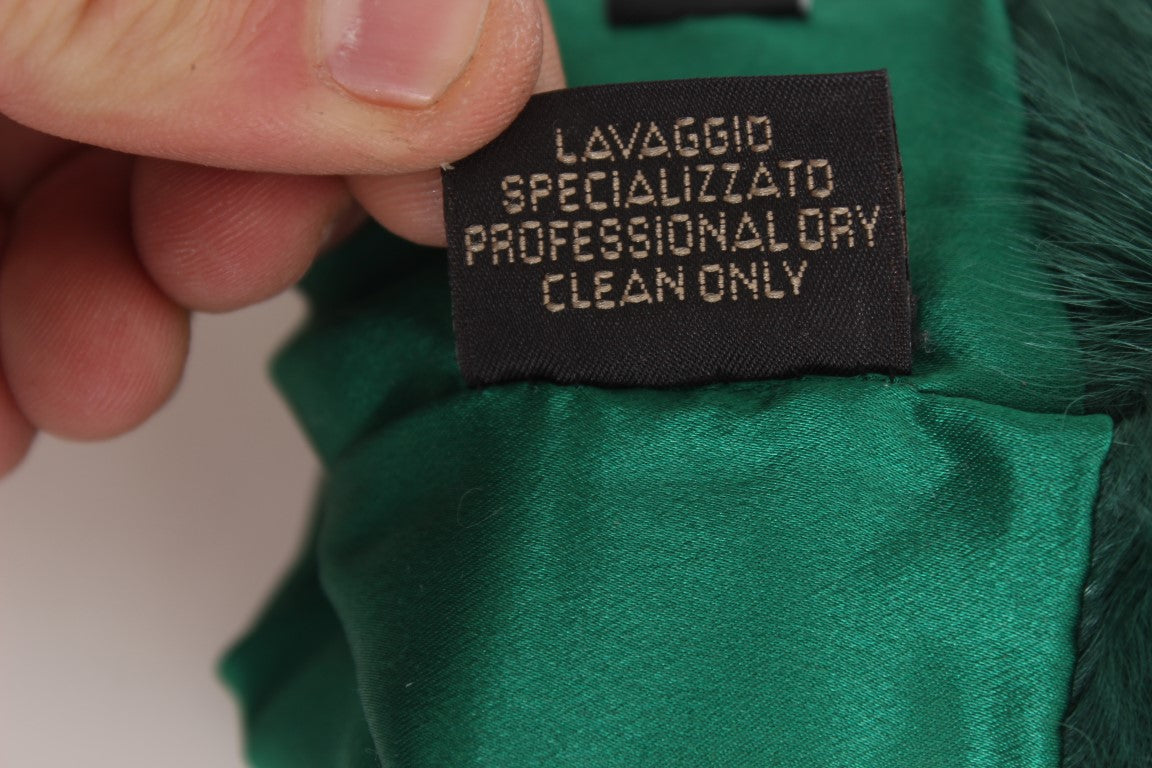 LAVAGGIO
SPECIALIZZATO
PROFESSIONAL DRY
CLEAN ONLY